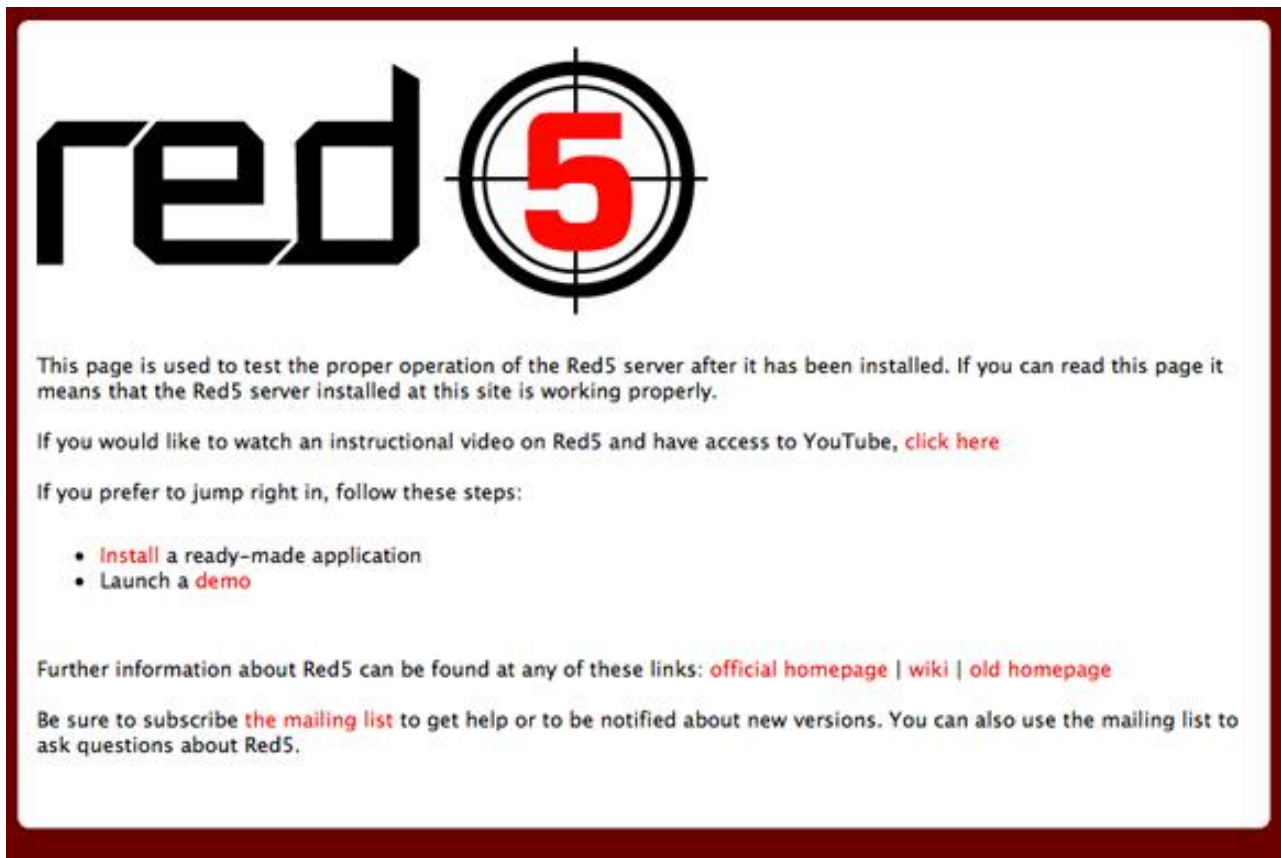 red 5
This page is used to test the proper operation of the Red5 server after it has been installed. If you can read this page it
means that the Red5 server installed at this site is working properly.
If you would like to watch an instructional video on Red5 and have access to YouTube, click here
If you prefer to jump right in, follow these steps:
• Install a ready-made application
• Launch a demo
Further information about Red5 can be found at any of these links: official homepage | wiki | old homepage
Be sure to subscribe the mailing list to get help or to be notified about new versions. You can also use the mailing list to
ask questions about Red5.